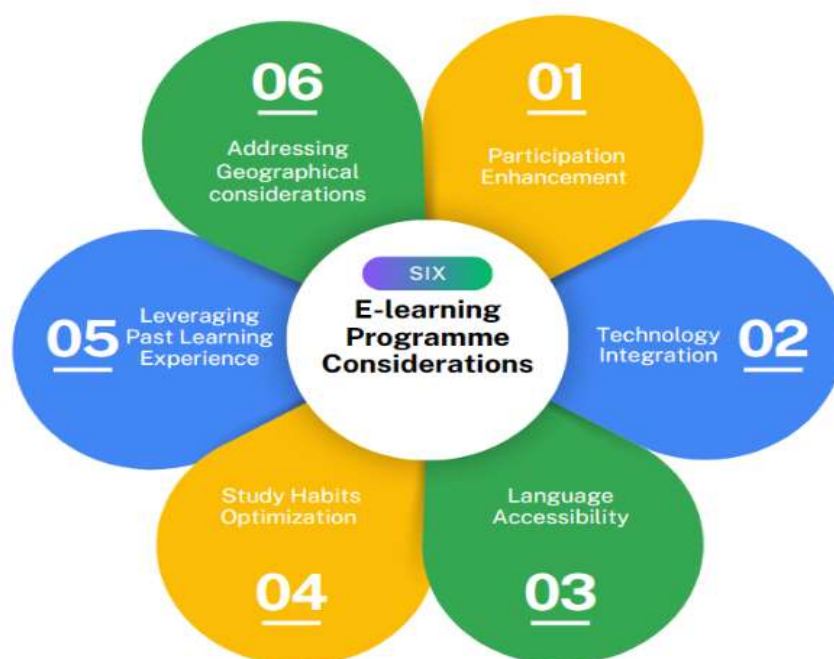 SIX
E-learning
Programme
Considerations
01
Participation
Enhancement
Technology
Integration
02
Language
Accessibility
03
Study Habits
Optimization
04
05
Leveraging
Past Learning
Experience
06
Addressing
Geographical
considerations